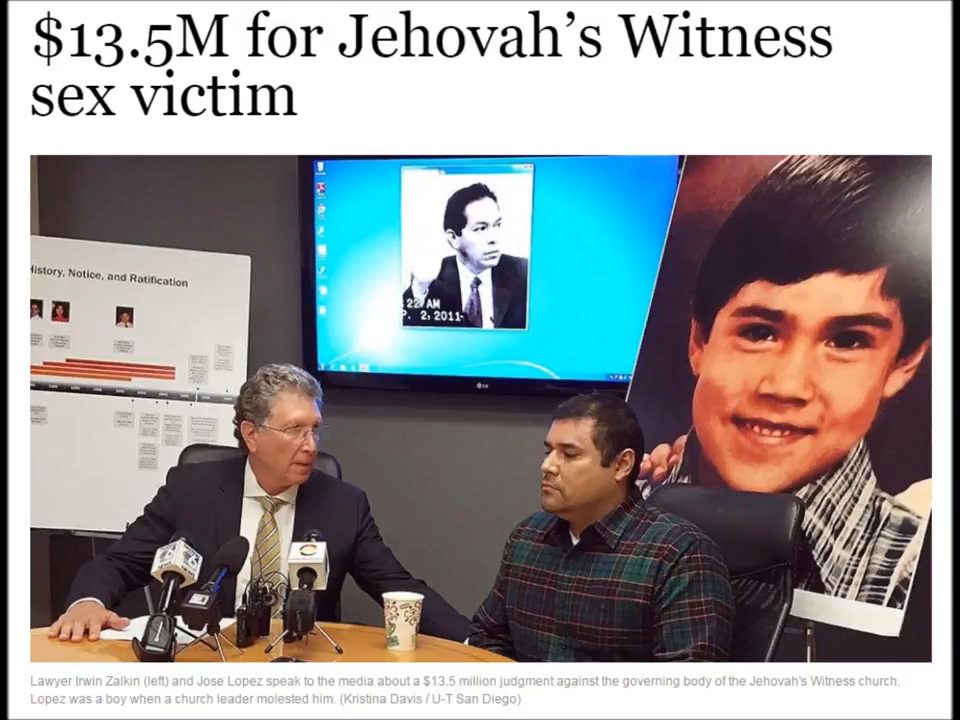 $13.5M for Jehovah's Witness
sex victim
History, Notice, and Ratification
22 AM
P. 2, 2011
LG
6
Lawyer Irwin Zalkin (left) and Jose Lopez speak to the media about a $13.5 million judgment against the governing body of the Jehovah's Witness church.
Lopez was a boy when a church leader molested him. (Kristina Davis / U-T San Diego)